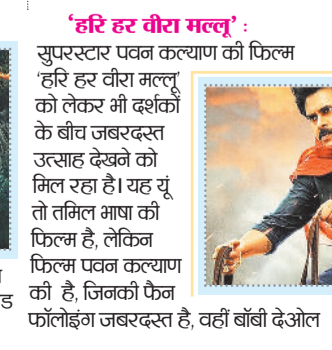 ‘हरि हर वीरा मल्लू’ :
सुपरस्टार पवन कल्याण की फिल्म
‘हरि हर वीरा मल्लू’
को लेकर भी दर्शकों
के बीच जबरदस्त
उत्साह देखने को
मिल रहा है। यह यूं
तो तमिल भाषा की
फिल्म है, लेकिन
फिल्म पवन कल्याण
की है, जिनकी फैन
फॉलोइंग जबरदस्त है, वहीं बॉबी देओल